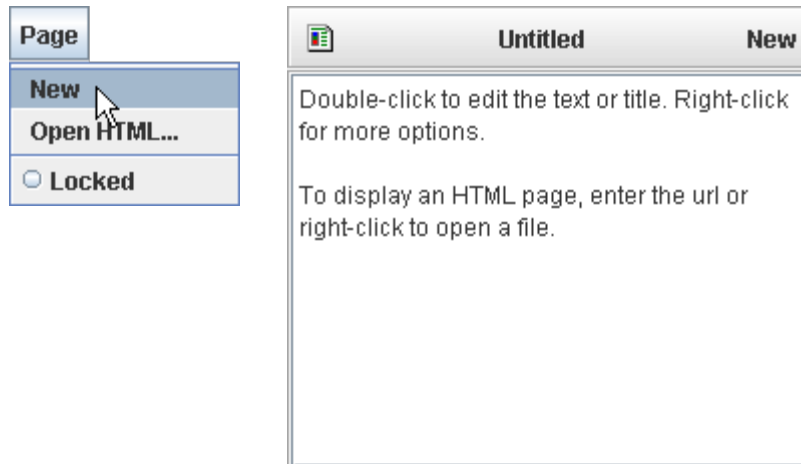 Page
New
Open HTML...
Locked
Untitled New
Double-click to edit the text or title. Right-click
for more options.
To display an HTML page, enter the url or
right-click to open a file.